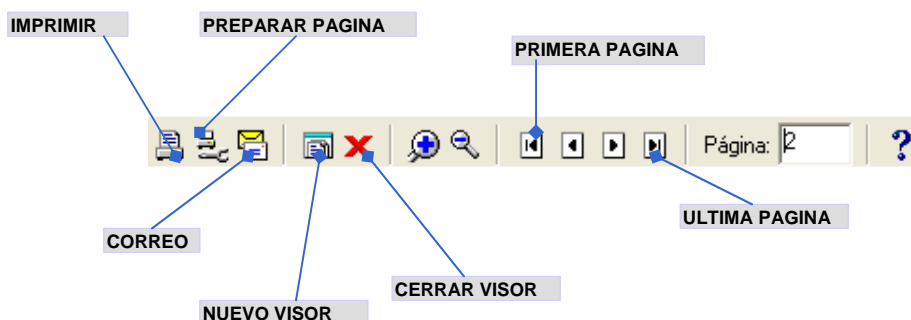 IMPRIMIR
PREPARAR PAGINA
PRIMERA PAGINA
Página: 2
?
ULTIMA PAGINA
CORREO
CERRAR VISOR
NUEVO VISOR